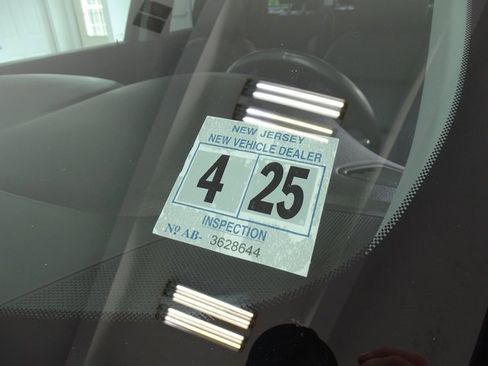 NEW JERSEY
NEW VEHICLE DEALER
4 25
INSPECTION
Nº AB- 3628644